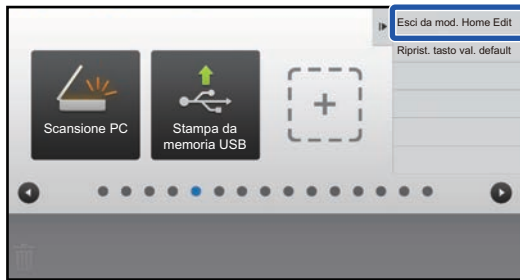 Esci da mod. Home Edit
Riprist. tasto val. default
Scansione PC
Stampa da
memoria USB